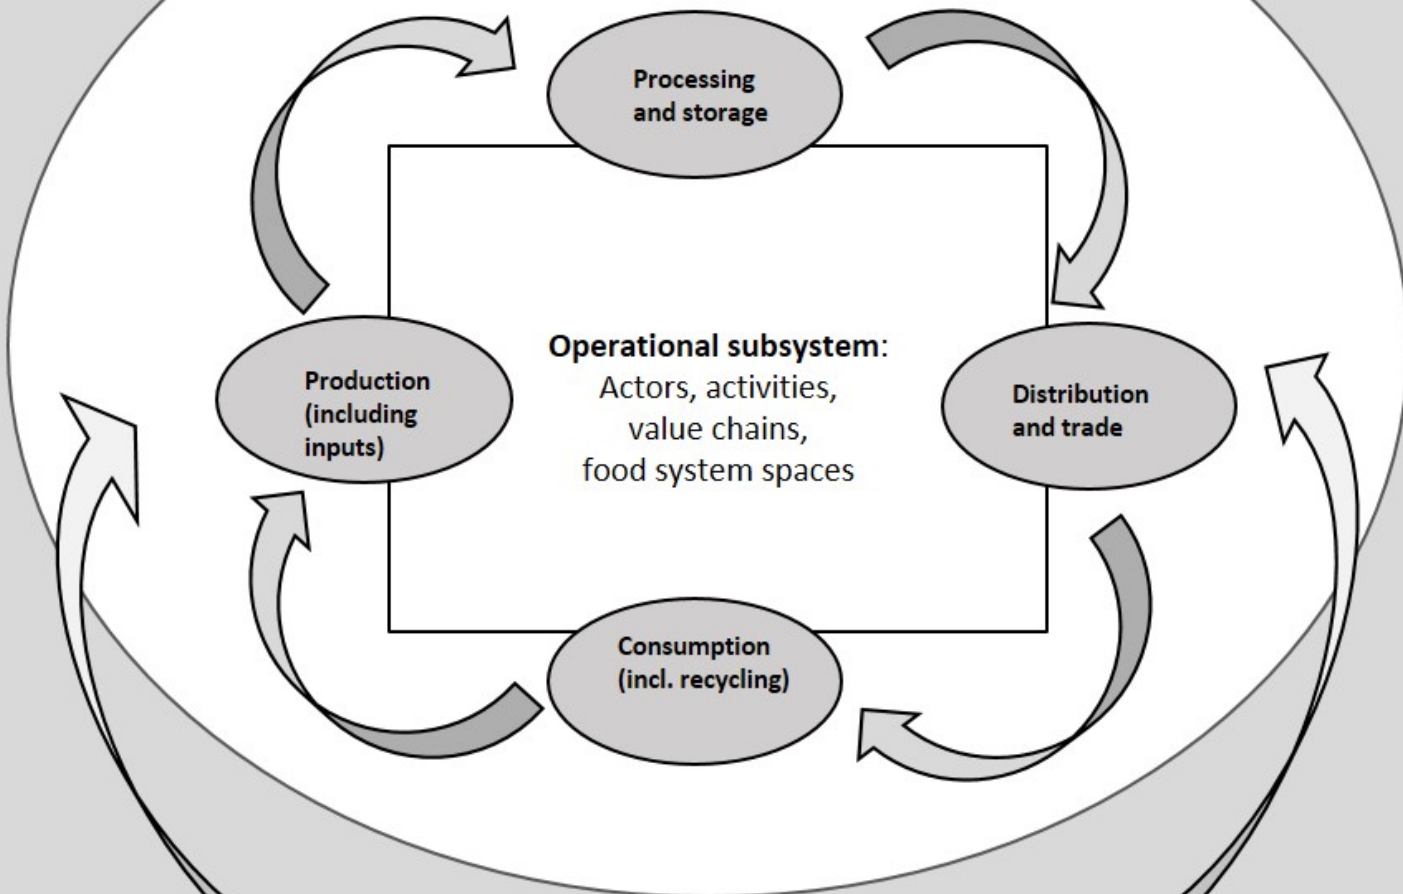 Processing
and storage
Operational subsystem:
Actors, activities,
value chains,
food system spaces
Production
(including
inputs)
Distribution
and trade
Consumption
(incl. recycling)